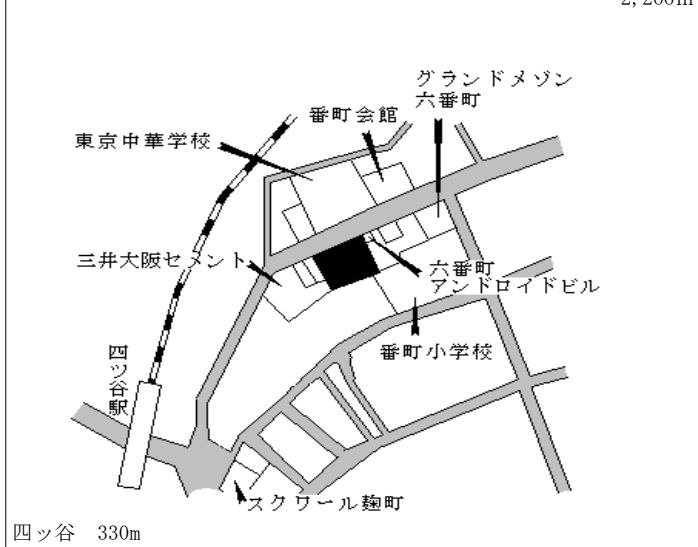 グランドメゾン
六番町
番町会館
東京中華学校
三井大阪セメント
六番町
アンドロイドビル
番町小学校
四ツ谷駅
スクワール麹町
四ッ谷　330m